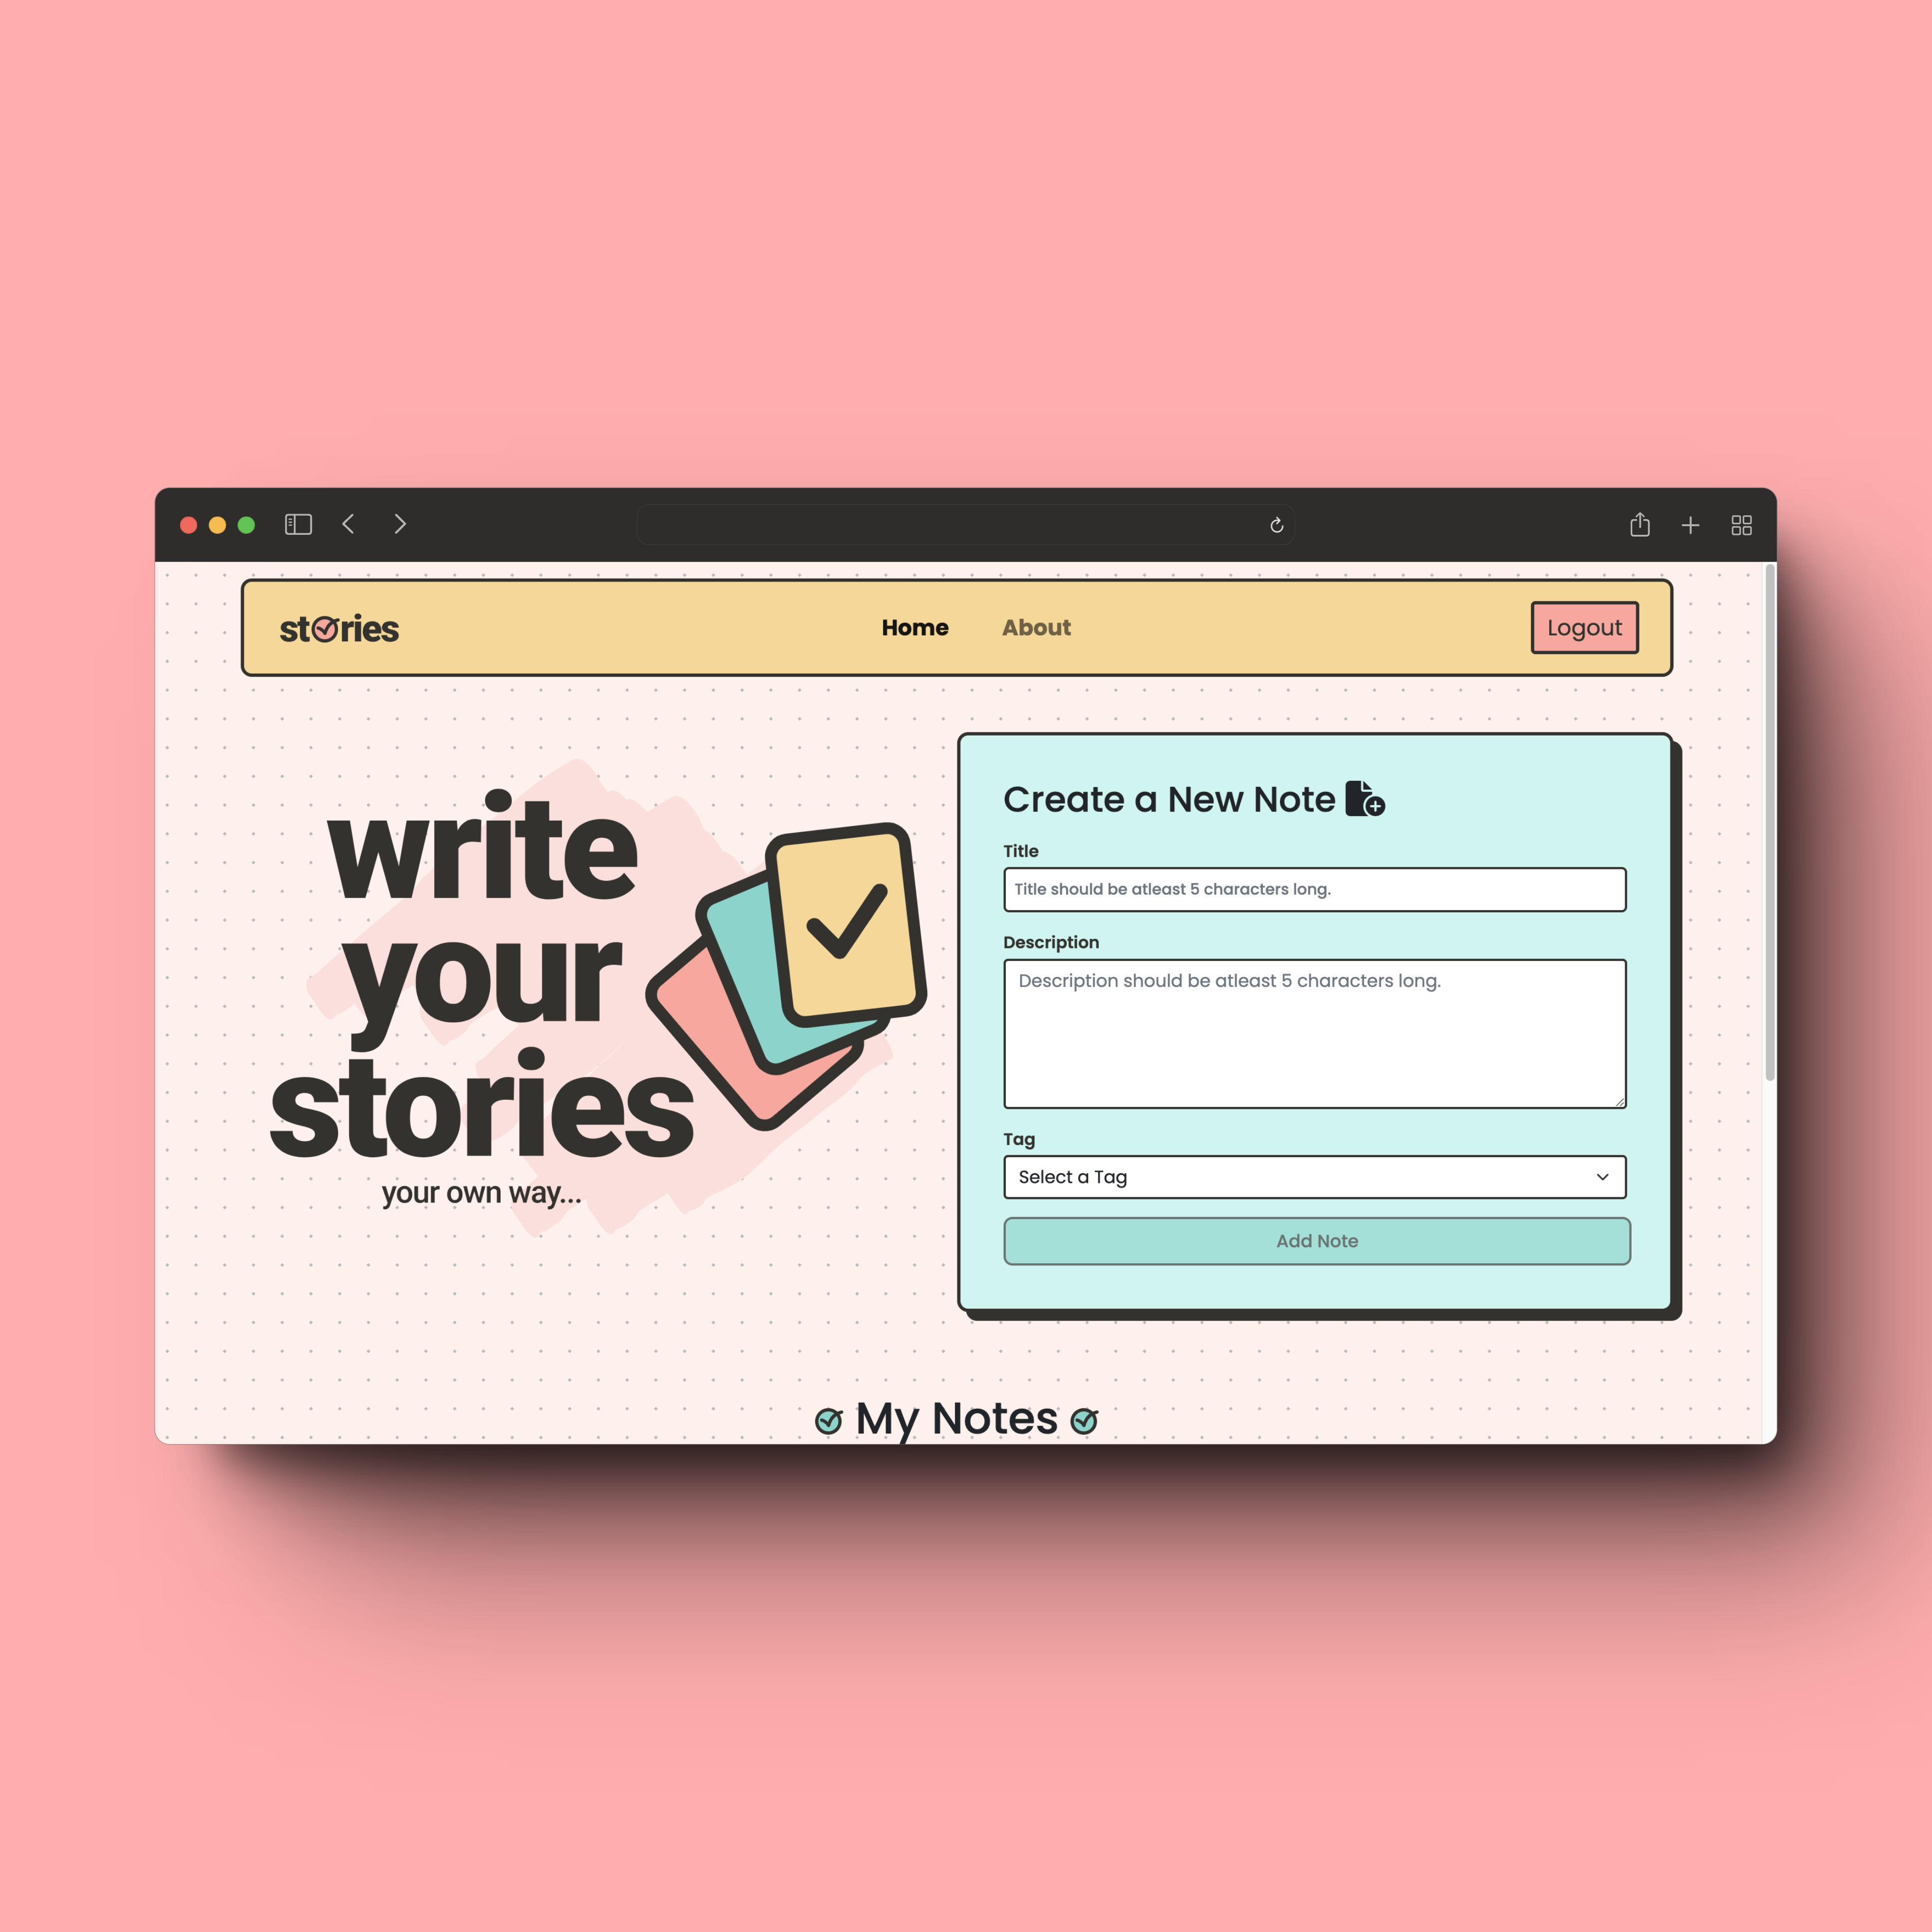 stories
Home
About
Logout
write
your
stories
your own way...
Create a New Note
Title
Title should be atleast 5 characters long.
Description
Description should be atleast 5 characters long.
Tag
Select a Tag
Add Note
My Notes